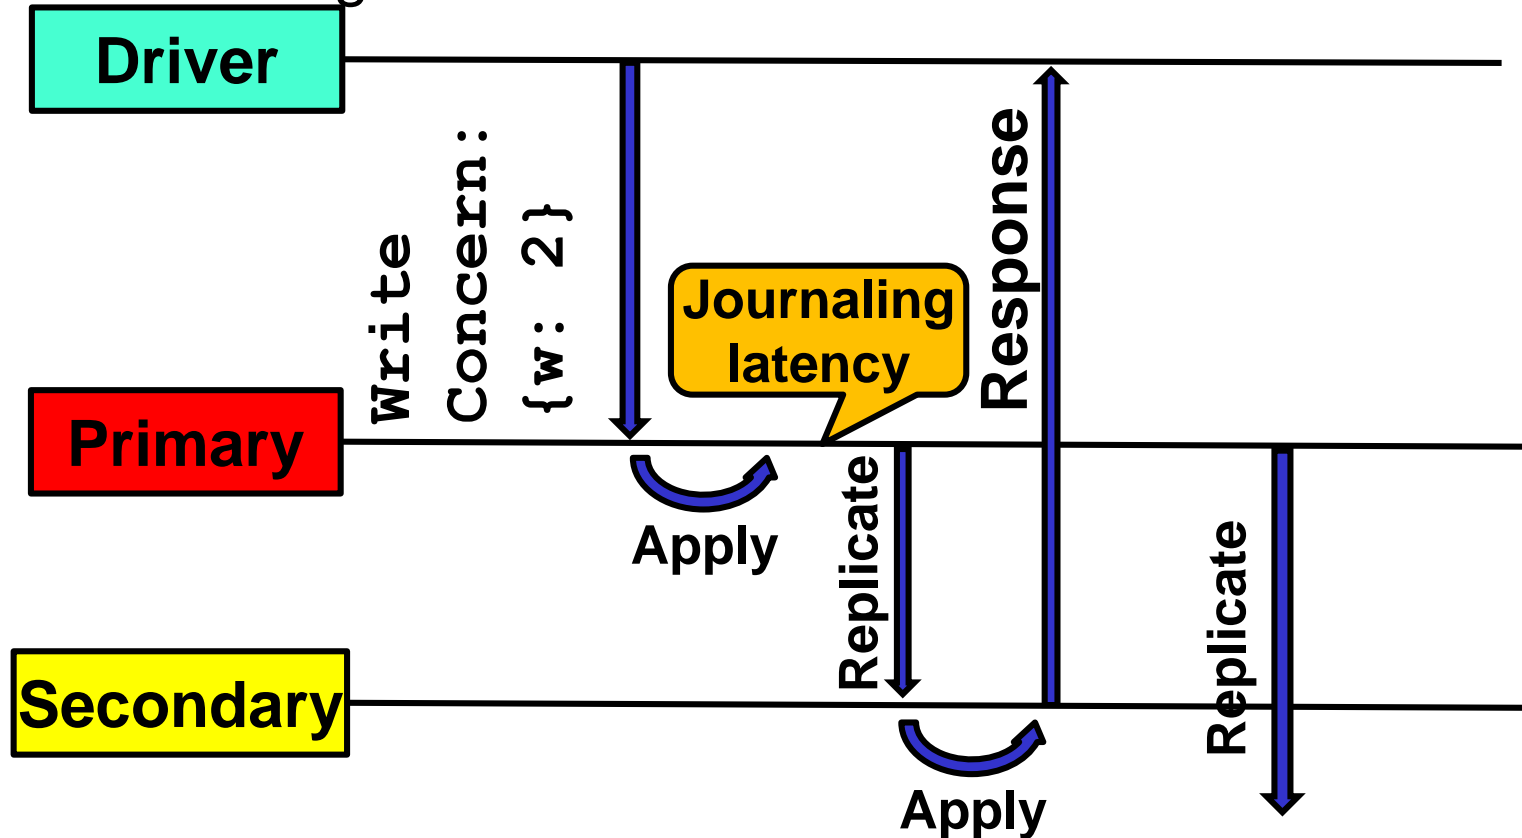 Driver
Write
Concern:
{w: 2}
Response
Journaling
latency
Primary
Apply
Replicate
Replicate
Secondary
Apply